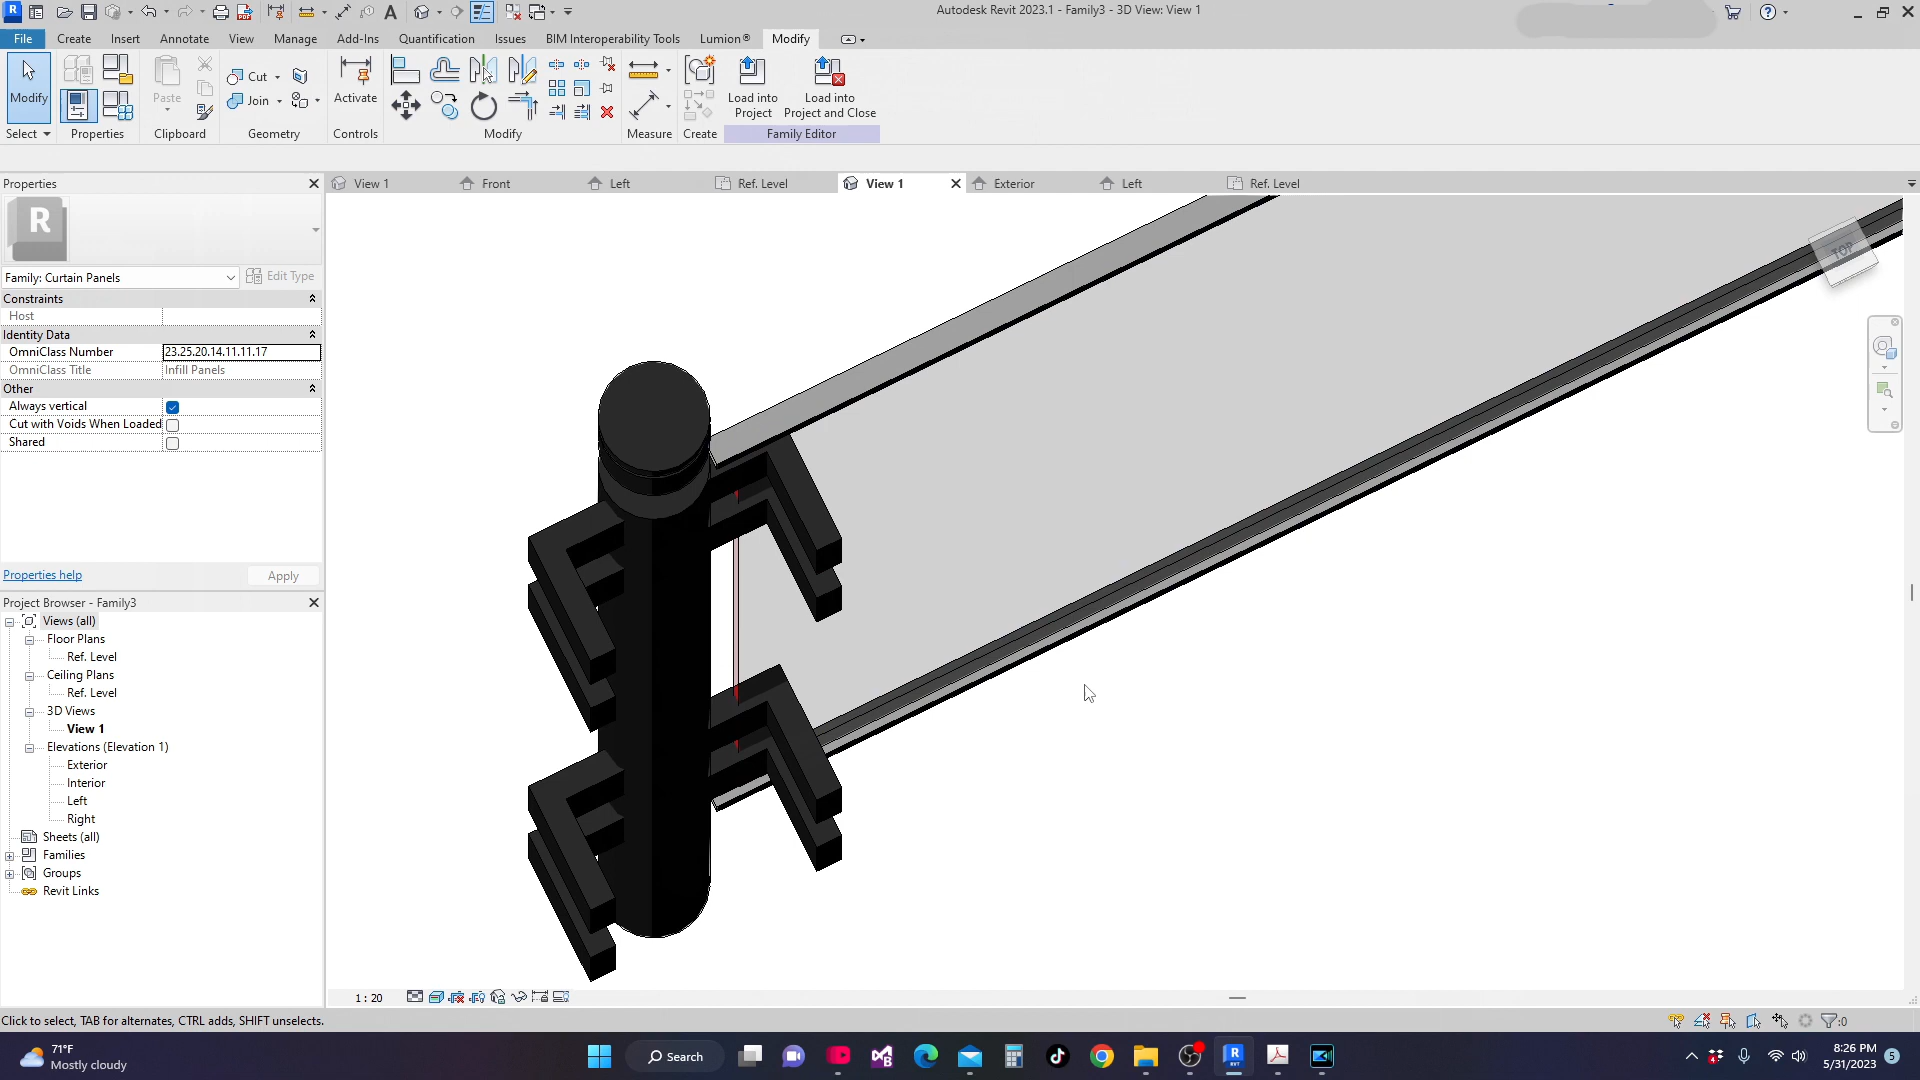 Autodesk Revit 2023.1 - Family3 - 3D View: View 1
File Create Insert Annotate View Manage Add-Ins Quantification Issues BIM Interoperability Tools Lumion® Modify
Modify
Paste
Cut
Join
Activate
Load into Project
Load into Project and Close
Select Properties Clipboard Geometry Controls Modify Measure Create Family Editor
Properties
View 1 Front Left Ref. Level View 1 Exterior Left Ref. Level
R
Family: Curtain Panels Edit Type
Constraints
Host
Identity Data
OmniClass Number 23.25.20.14.11.11.17
OmniClass Title Infill Panels
Other
Always vertical
Cut with Voids When Loaded
Shared
Properties help Apply
TOP
Project Browser - Family3
Views (all)
Floor Plans
Ref. Level
Ceiling Plans
Ref. Level
3D Views
View 1
Elevations (Elevation 1)
Exterior
Interior
Left
Right
Sheets (all)
Families
Groups
Revit Links
1 : 20
Click to select, TAB for alternates, CTRL adds, SHIFT unselects.
:0
71°F
Mostly cloudy
Search
8:26 PM
5/31/2023
5